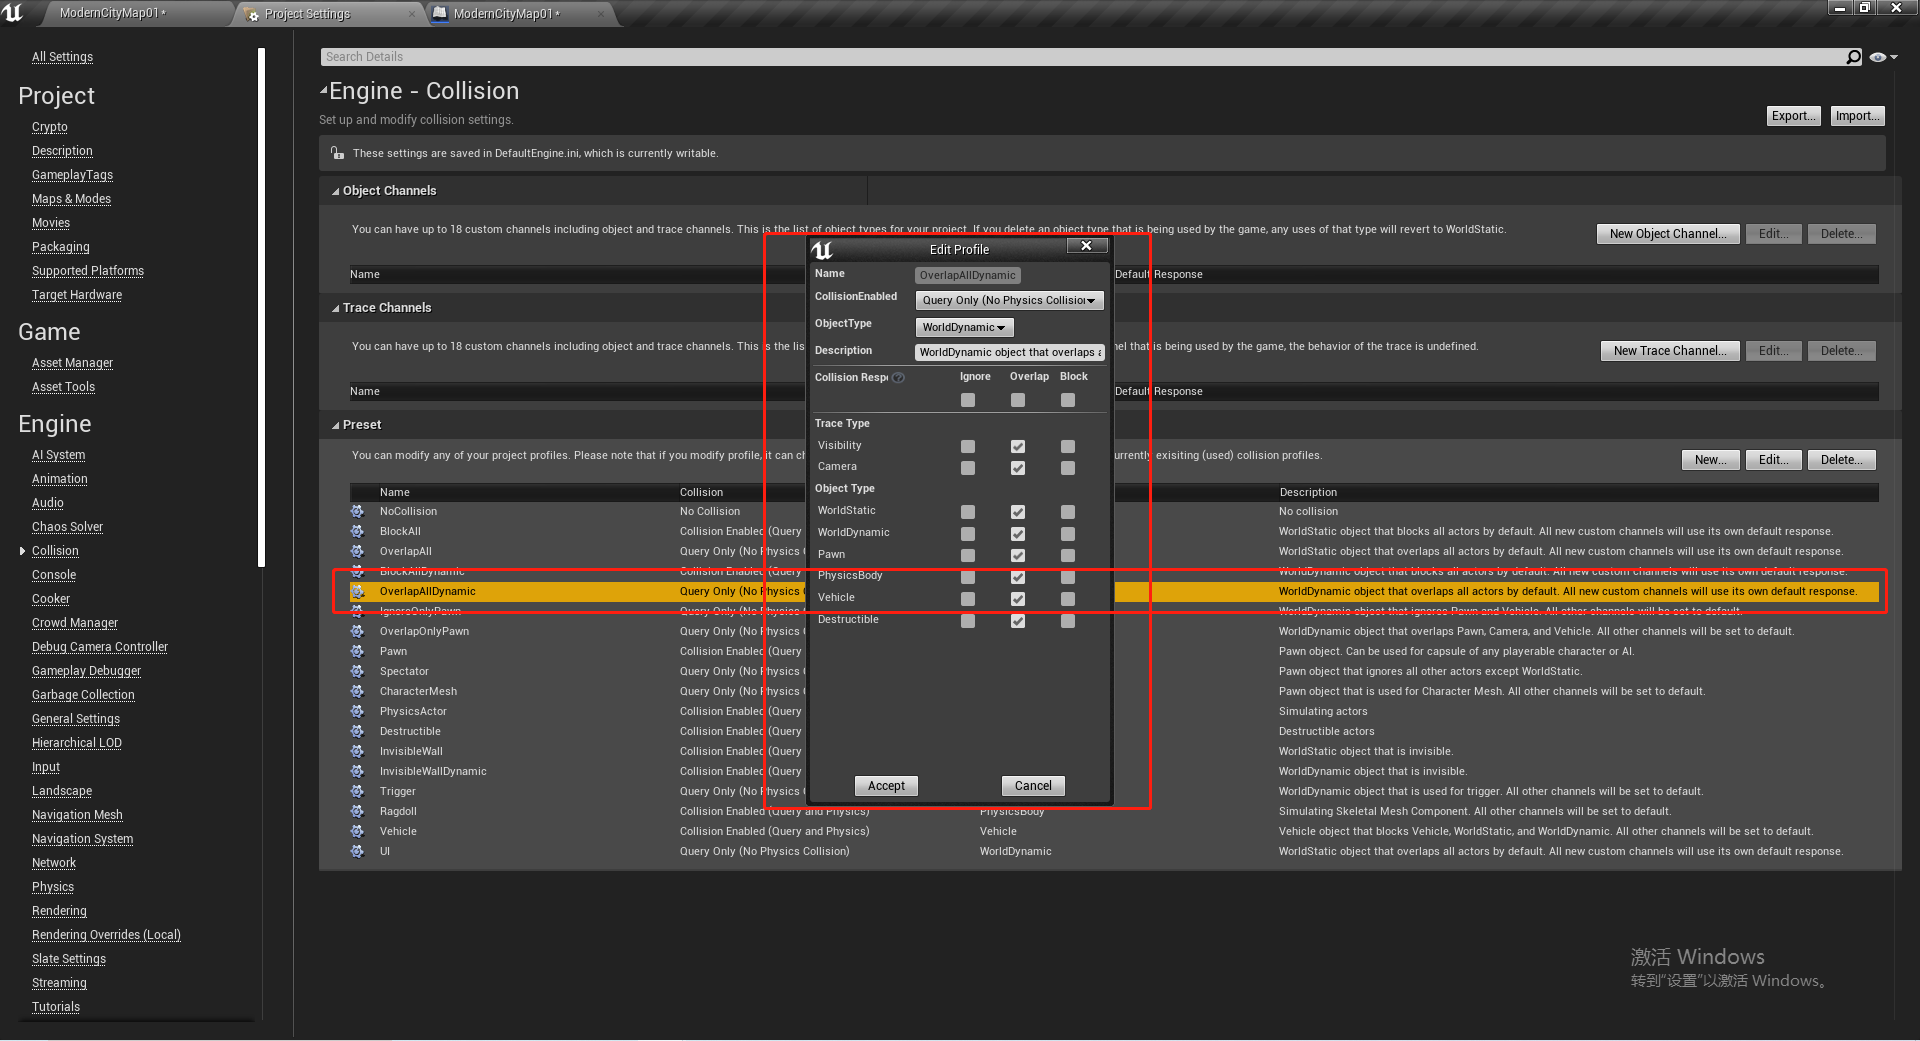 ModernCityMap01*
Project Settings
ModernCityMap01*
All Settings
Project
Crypto
Description
GameplayTags
Maps & Modes
Movies
Packaging
Supported Platforms
Target Hardware
Game
Asset Manager
Asset Tools
Engine
AI System
Animation
Audio
Chaos Solver
Collision
Console
Cooker
Crowd Manager
Debug Camera Controller
Gameplay Debugger
Garbage Collection
General Settings
Hierarchical LOD
Input
Landscape
Navigation Mesh
Navigation System
Network
Physics
Rendering
Rendering Overrides (Local)
Slate Settings
Streaming
Tutorials
Search Details
Engine - Collision
Set up and modify collision settings.
Export... Import...
These settings are saved in DefaultEngine.ini, which is currently writable.
Object Channels
You can have up to 18 custom channels including object and trace channels. This is the list of object types for your project. If you delete an object type that is being used by the game, any uses of that type will revert to WorldStatic.
New Object Channel... Edit... Delete...
Name Default Response
Trace Channels
You can have up to 18 custom channels including object and trace channels. This is the lis nel that is being used by the game, the behavior of the trace is undefined.
New Trace Channel... Edit... Delete...
Name Default Response
Preset
You can modify any of your project profiles. Please note that if you modify profile, it can ch urrently exisiting (used) collision profiles.
New... Edit... Delete...
Name Collision Description
NoCollision No Collision No collision
BlockAll Collision Enabled (Query WorldStatic object that blocks all actors by default. All new custom channels will use its own default response.
OverlapAll Query Only (No Physics C WorldStatic object that overlaps all actors by default. All new custom channels will use its own default response.
BlockAllDynamic Collision Enabled (Query WorldDynamic object that blocks all actors by default. All new custom channels will use its own default response.
OverlapAllDynamic Query Only (No Physics C WorldDynamic object that overlaps all actors by default. All new custom channels will use its own default response.
IgnoreOnlyPawn Query Only (No Physics C WorldDynamic object that ignores Pawn and Vehicle. All other channels will be set to default.
OverlapOnlyPawn Query Only (No Physics C WorldDynamic object that overlaps Pawn, Camera, and Vehicle. All other channels will be set to default.
Pawn Collision Enabled (Query Pawn object. Can be used for capsule of any playerable character or AI.
Spectator Query Only (No Physics C Pawn object that ignores all other actors except WorldStatic.
CharacterMesh Query Only (No Physics C Pawn object that is used for Character Mesh. All other channels will be set to default.
PhysicsActor Collision Enabled (Query Simulating actors
Destructible Collision Enabled (Query Destructible actors
InvisibleWall Collision Enabled (Query WorldStatic object that is invisible.
InvisibleWallDynamic Collision Enabled (Query WorldDynamic object that is invisible.
Trigger Query Only (No Physics C WorldDynamic object that is used for trigger. All other channels will be set to default.
Ragdoll Collision Enabled (Query and Physics) PhysicsBody Simulating Skeletal Mesh Component. All other channels will be set to default.
Vehicle Collision Enabled (Query and Physics) Vehicle Vehicle object that blocks Vehicle, WorldStatic, and WorldDynamic. All other channels will be set to default.
UI Query Only (No Physics Collision) WorldDynamic WorldStatic object that overlaps all actors by default. All new custom channels will use its own default response.
Edit Profile
Name OverlapAllDynamic
CollisionEnabled Query Only (No Physics Collision
ObjectType WorldDynamic
Description WorldDynamic object that overlaps a
Collision Respo Ignore Overlap Block
Trace Type
Visibility
Camera
Object Type
WorldStatic
WorldDynamic
Pawn
PhysicsBody
Vehicle
Destructible
Accept Cancel
激活 Windows
转到"设置"以激活 Windows。